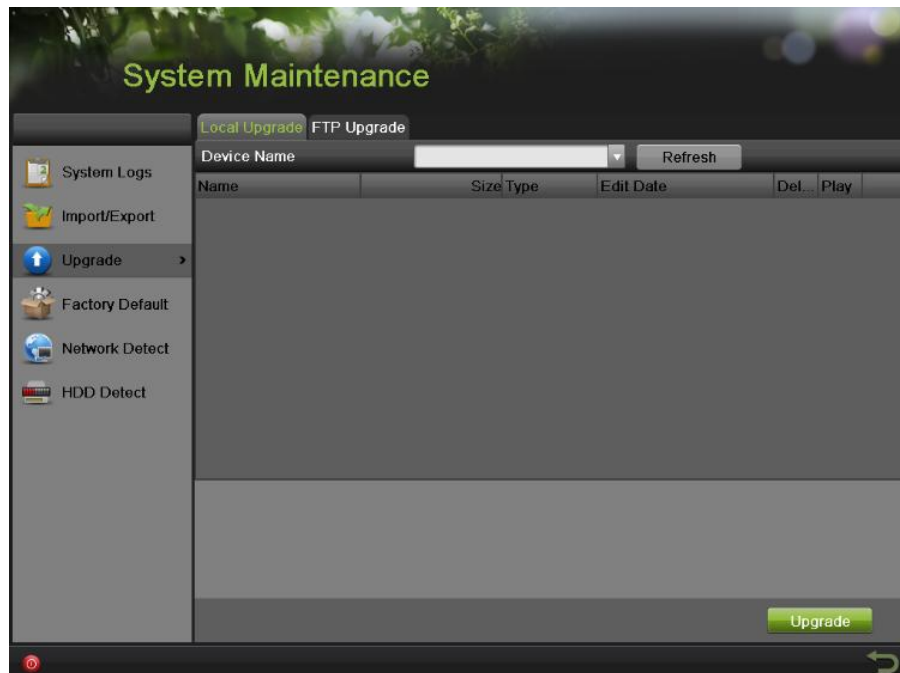 System Maintenance
Local Upgrade FTP Upgrade
Device Name Refresh
Name Size Type Edit Date Del... Play
System Logs
Import/Export
Upgrade >
Factory Default
Network Detect
HDD Detect
Upgrade